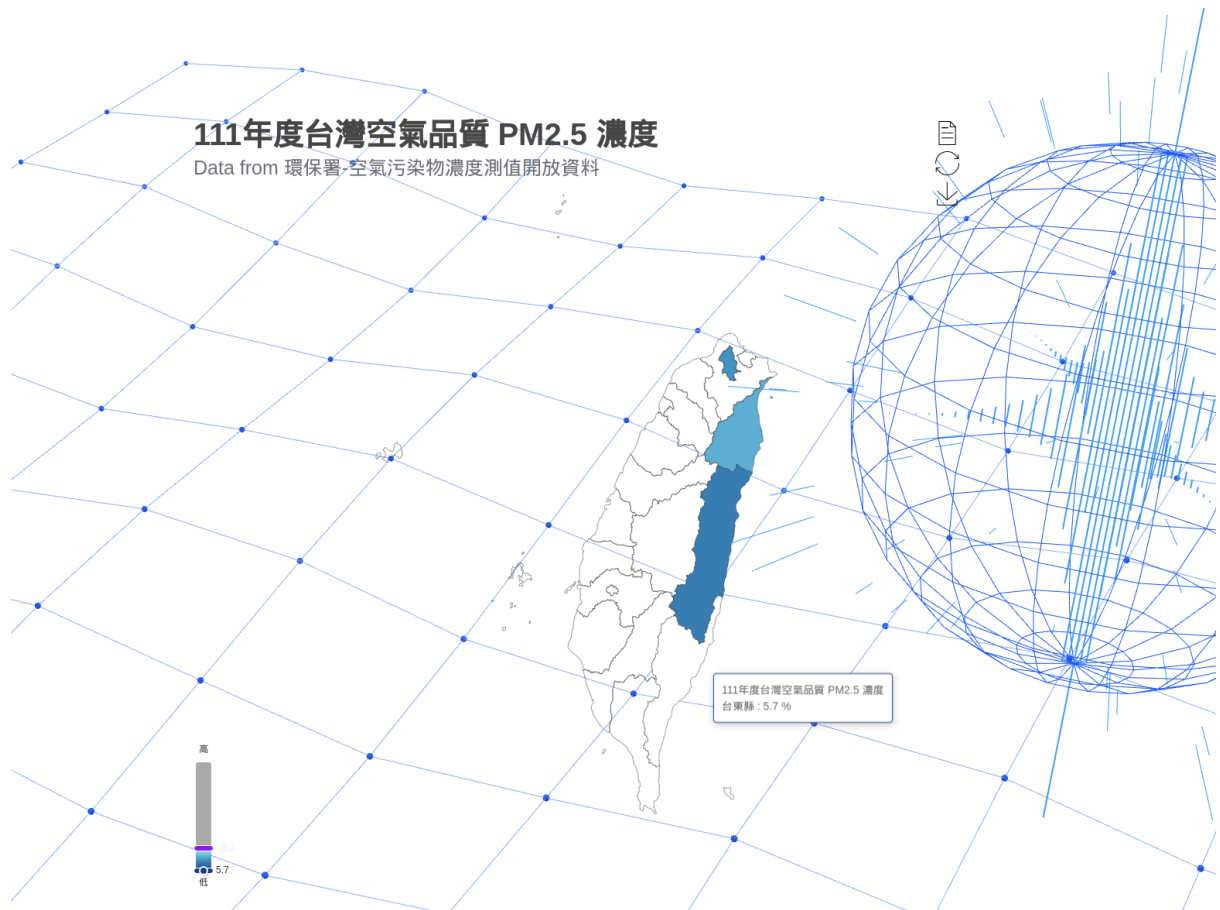 111年度台灣空氣品質 PM2.5 濃度
Data from 環保署-空氣污染物濃度測值開放資料
111年度台灣空氣品質 PM2.5 濃度
台東縣 : 5.7 %
高
8.2
5.7
低